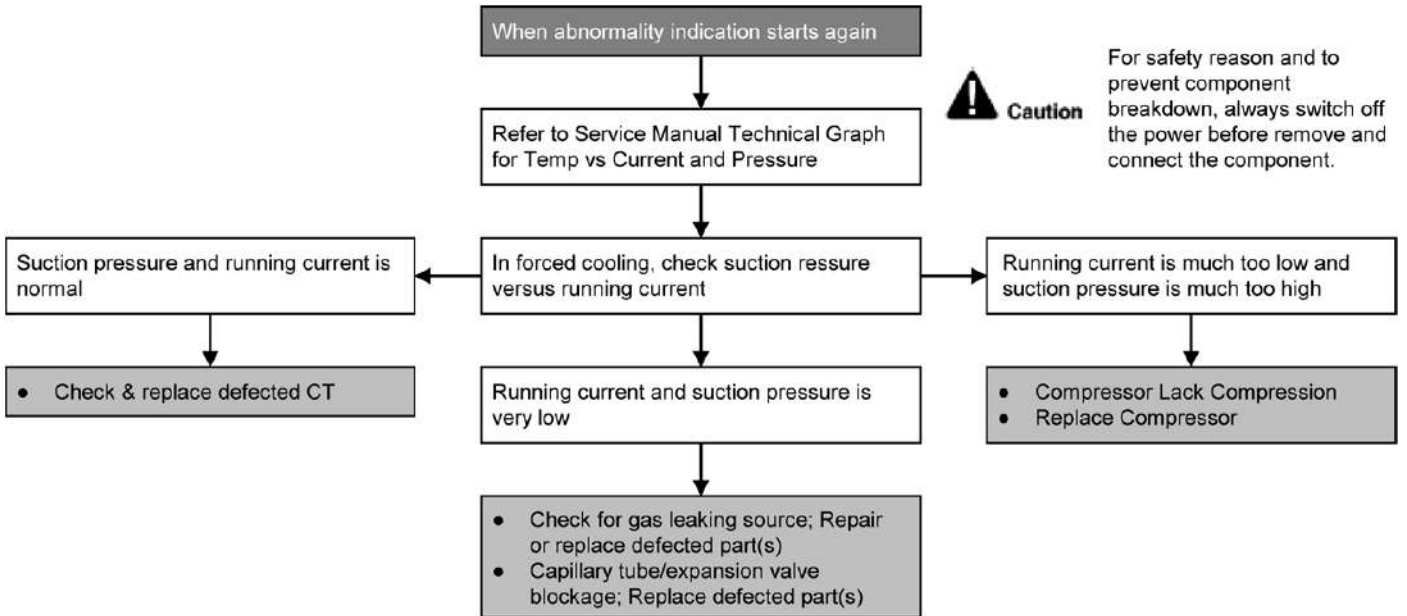 When abnormality indication starts again
For safety reason and to
prevent component
breakdown, always switch off
the power before remove and
connect the component.
Caution
Refer to Service Manual Technical Graph
for Temp vs Current and Pressure
Suction pressure and running current is
normal
In forced cooling, check suction ressure
versus running current
Running current is much too low and
suction pressure is much too high
● Check & replace defected CT
Running current and suction pressure is
very low
● Compressor Lack Compression
● Replace Compressor
● Check for gas leaking source; Repair
or replace defected part(s)
● Capillary tube/expansion valve
blockage; Replace defected part(s)